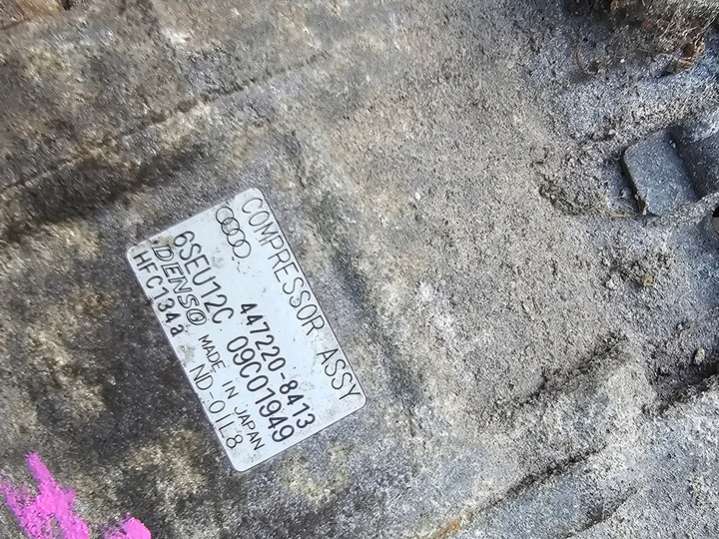 COMPRESSOR ASSY
447220-8413
6SEU12C 09C01949
DENSO MADE IN JAPAN
HFC134a ND-OIL8